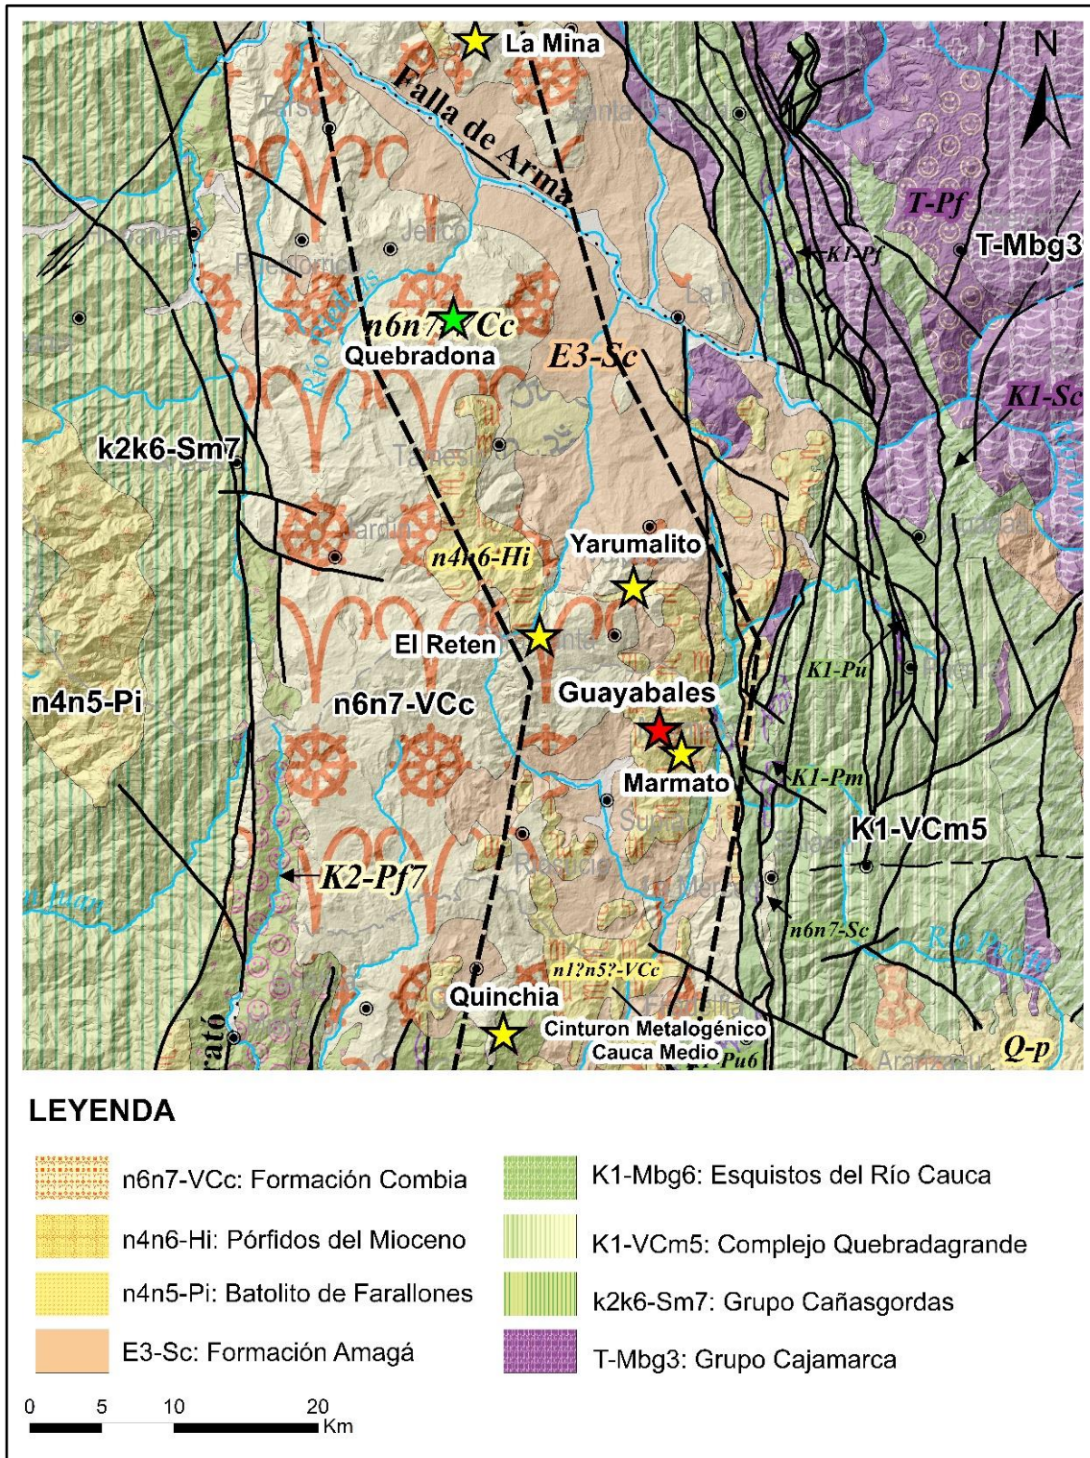 La Mina
N
Falla de Arma
T-Pf
K1-Pf
T-Mbg3
Jericó
n6n7-VCc
Quebradona
E3-Sc
K1-Sc
k2k6-Sm7
Jardín
n4n6-Hi
Yarumalito
El Reten
K1-Pu
n4n5-Pi
n6n7-VCc
Guayabales
Marmato
K1-Pm
K1-VCm5
K2-Pf7
n6n7-Sc
n1?n5?-VCc
Quinchia
Cinturon Metalogénico
Cauca Medio
Pu6
Aranzazu
Q-p
rató
LEYENDA
n6n7-VCc: Formación Combia
n4n6-Hi: Pórfidos del Mioceno
n4n5-Pi: Batolito de Farallones
E3-Sc: Formación Amagá
K1-Mbg6: Esquistos del Río Cauca
K1-VCm5: Complejo Quebradagrande
k2k6-Sm7: Grupo Cañasgordas
T-Mbg3: Grupo Cajamarca
0 5 10 20
Km